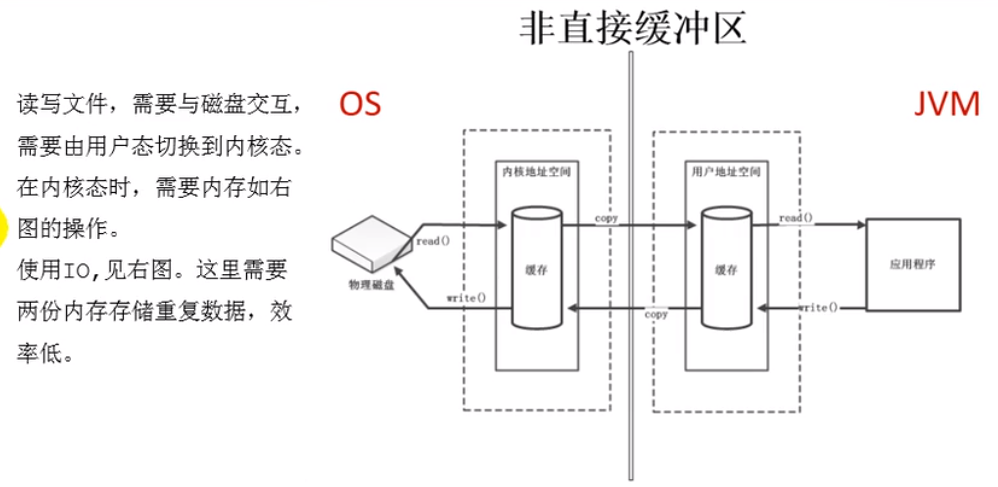 非直接缓冲区
读写文件，需要与磁盘交互，
需要由用户态切换到内核态。
在内核态时，需要内存如右
图的操作。
使用IO,见右图。这里需要
两份内存存储重复数据，效
率低。
OS
JVM
内核地址空间
用户地址空间
copy
read()
read()
缓存
缓存
应用程序
物理磁盘
write()
copy
write()